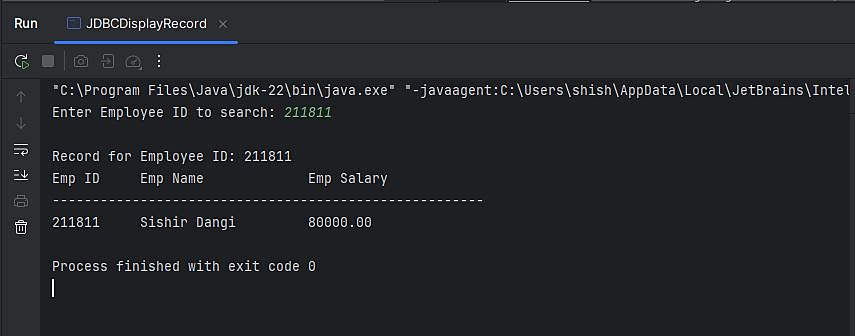 Run JDBCDisplayRecord
"C:\Program Files\Java\jdk-22\bin\java.exe" "-javaagent:C:\Users\shish\AppData\Local\JetBrains\Intel
Enter Employee ID to search: 211811
Record for Employee ID: 211811
Emp ID Emp Name Emp Salary
------------------------------------------------------
211811 Sishir Dangi 80000.00
Process finished with exit code 0